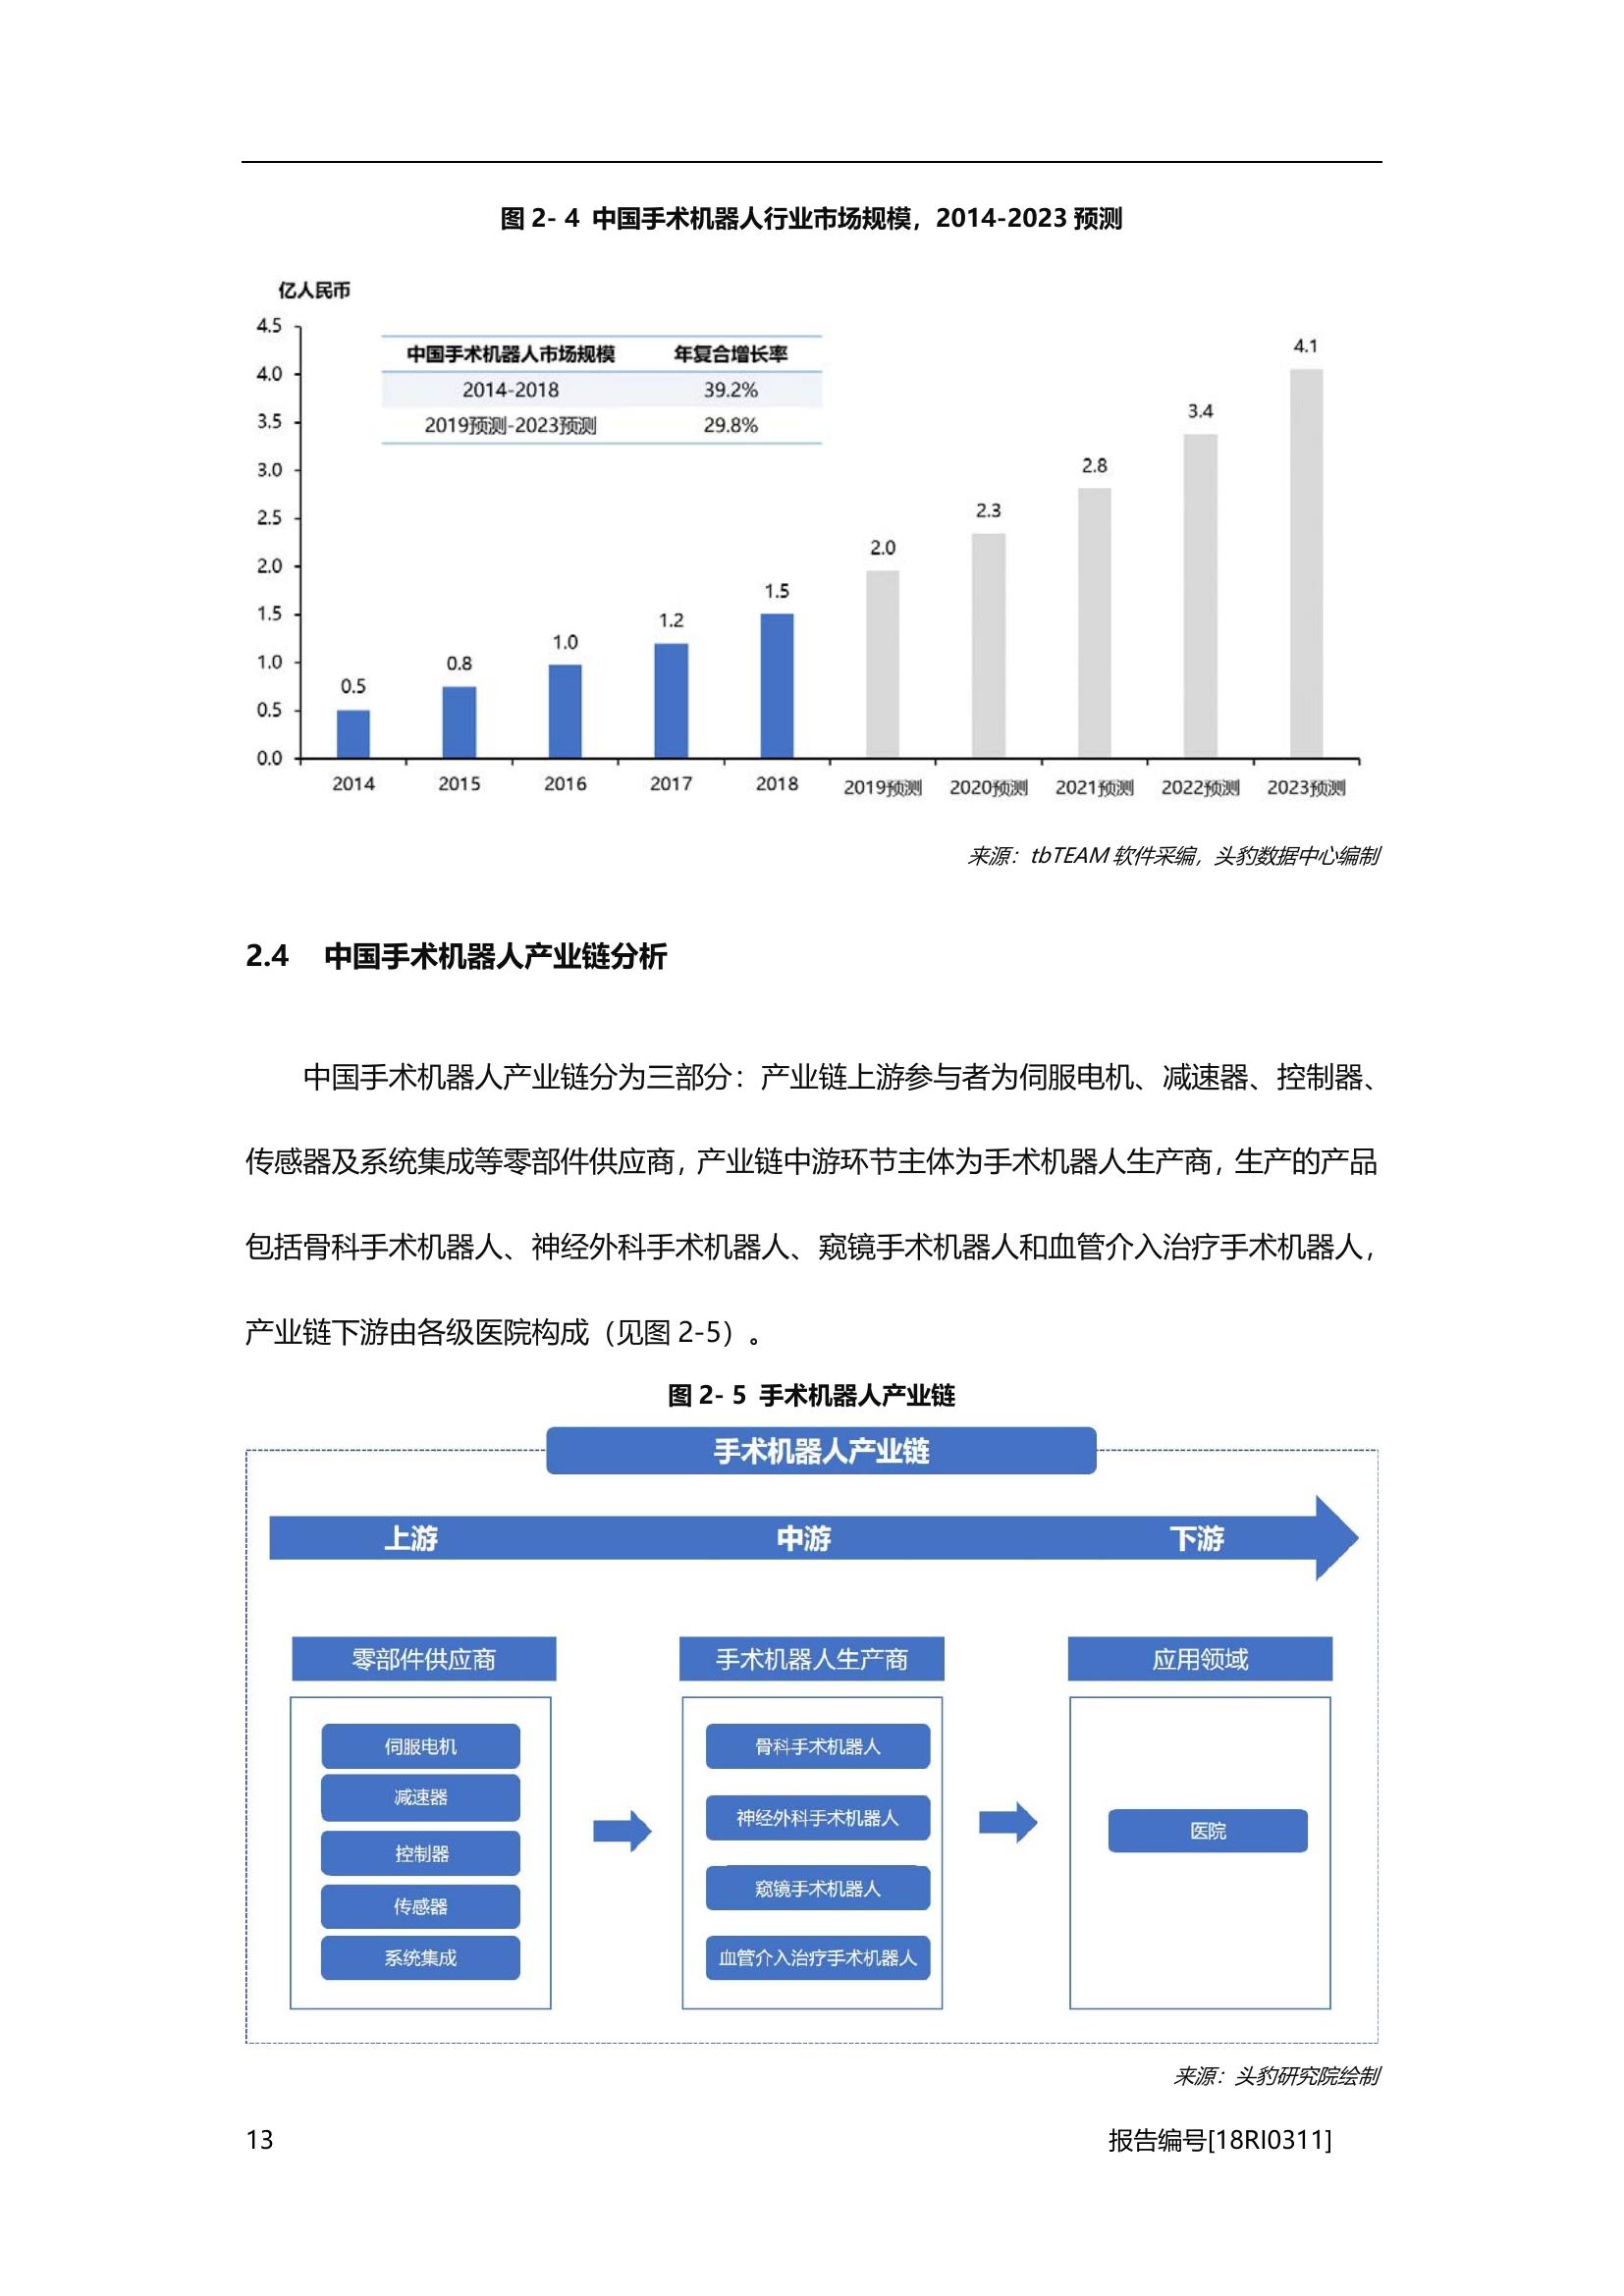 图 2- 4 中国手术机器人行业市场规模，2014-2023 预测
亿人民币
4.5
4.0
3.5
3.0
2.5
2.0
1.5
1.0
0.5
0.0
中国手术机器人市场规模 年复合增长率
2014-2018 39.2%
2019预测-2023预测 29.8%
0.5 0.8 1.0 1.2 1.5 2.0 2.3 2.8 3.4 4.1
2014 2015 2016 2017 2018 2019预测 2020预测 2021预测 2022预测 2023预测
来源：tbTEAM 软件采编，头豹数据中心编制
2.4 中国手术机器人产业链分析
中国手术机器人产业链分为三部分：产业链上游参与者为伺服电机、减速器、控制器、
传感器及系统集成等零部件供应商，产业链中游环节主体为手术机器人生产商，生产的产品
包括骨科手术机器人、神经外科手术机器人、窥镜手术机器人和血管介入治疗手术机器人，
产业链下游由各级医院构成（见图 2-5）。
图 2- 5 手术机器人产业链
手术机器人产业链
上游 中游 下游
零部件供应商
伺服电机
减速器
控制器
传感器
系统集成
手术机器人生产商
骨科手术机器人
神经外科手术机器人
窥镜手术机器人
血管介入治疗手术机器人
应用领域
医院
来源：头豹研究院绘制
13 报告编号[18RI0311]